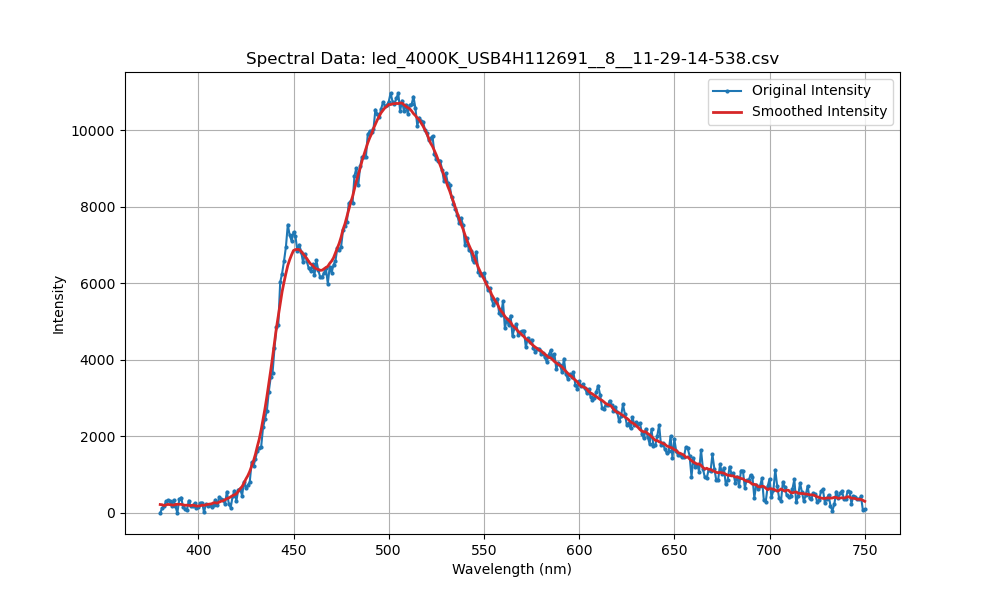 Spectral Data: led_4000K_USB4H112691__8__11-29-14-538.csv
Original Intensity
Smoothed Intensity
10000
8000
6000
4000
2000
0
Intensity
400
450
500
550
600
650
700
750
Wavelength (nm)